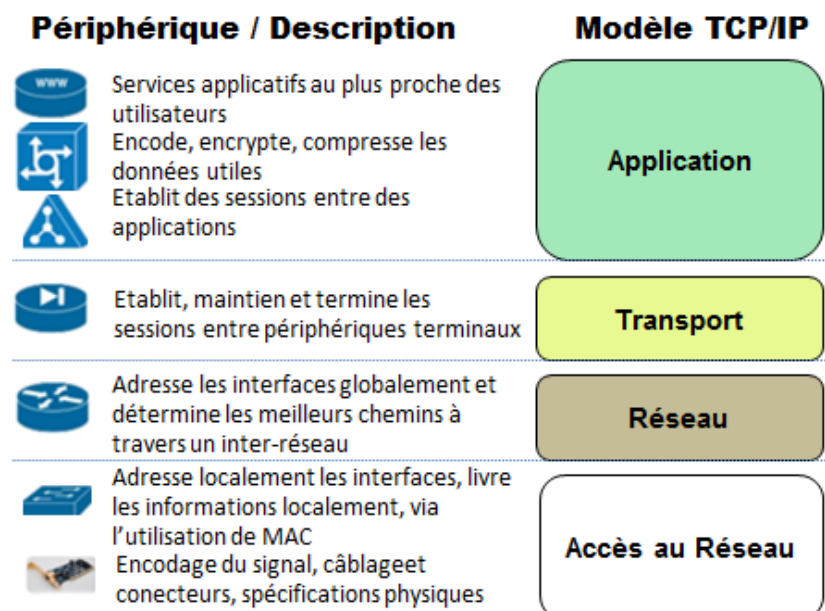 Périphérique / Description
Modèle TCP/IP
www
Services applicatifs au plus proche des
utilisateurs
Encode, encrypte, compresse les
données utiles
Etablit des sessions entre des
applications
Application
Etablit, maintien et termine les
sessions entre périphériques terminaux
Transport
Adresse les interfaces globalement et
détermine les meilleurs chemins à
travers un inter-réseau
Réseau
Adresse localement les interfaces, livre
les informations localement, via
l'utilisation de MAC
Encodage du signal, câblageet
conecteurs, spécifications physiques
Accès au Réseau